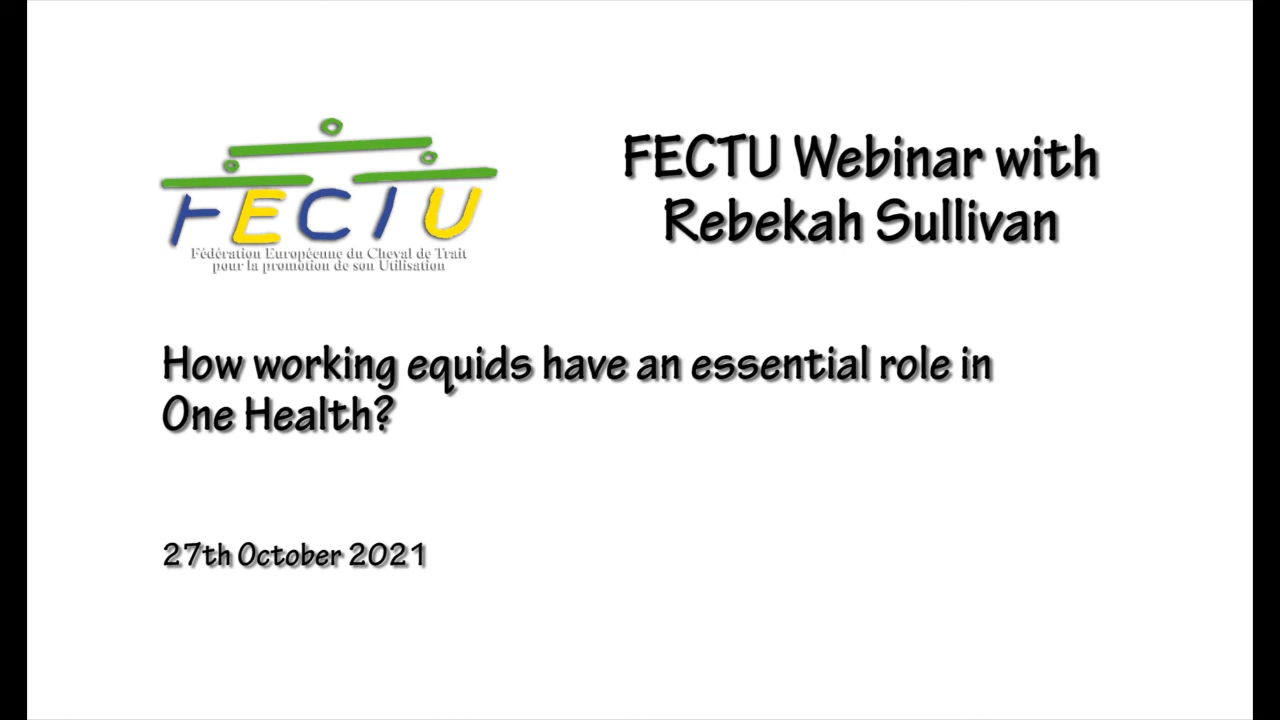 FECTU
Fédération Européenne du Cheval de Trait
pour la promotion de son Utilisation
FECTU Webinar with
Rebekah Sullivan
How working equids have an essential role in
One Health?
27th October 2021